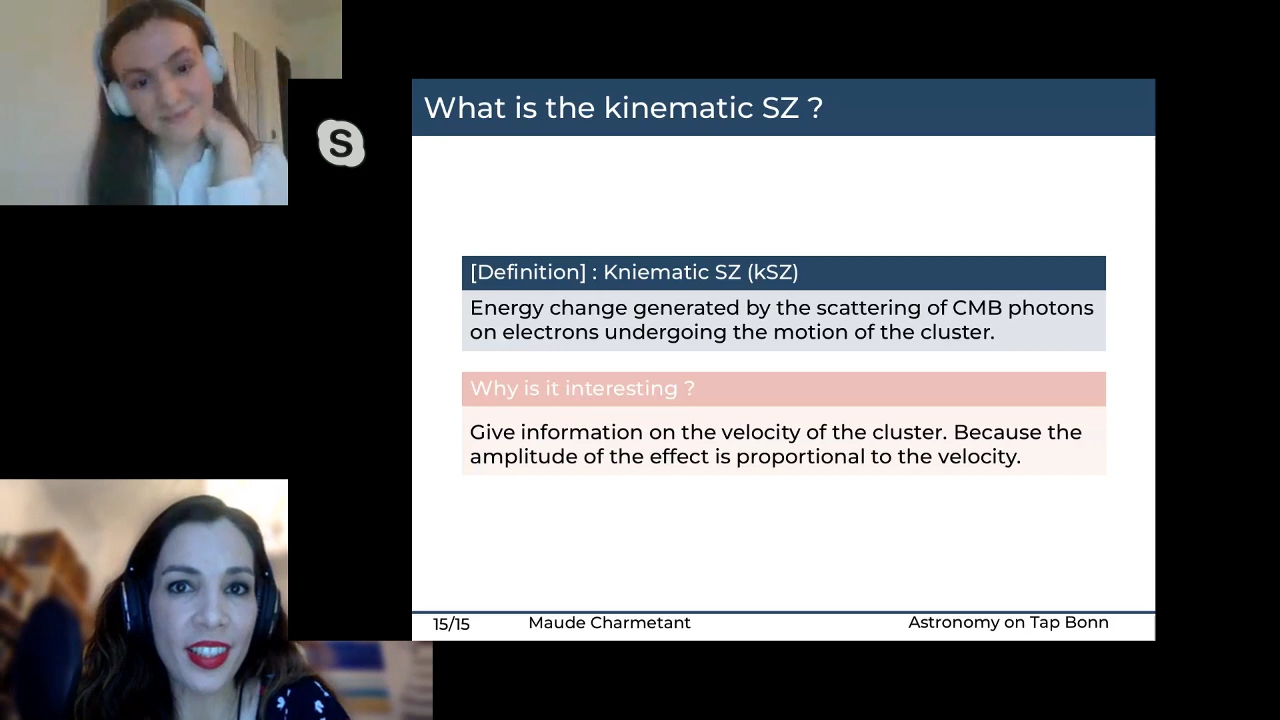 S
What is the kinematic SZ ?
[Definition] : Kniematic SZ (kSZ)
Energy change generated by the scattering of CMB photons
on electrons undergoing the motion of the cluster.
Why is it interesting ?
Give information on the velocity of the cluster. Because the
amplitude of the effect is proportional to the velocity.
15/15 Maude Charmetant Astronomy on Tap Bonn